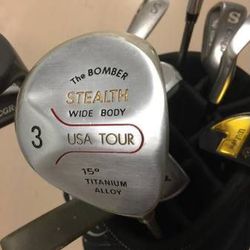 The BOMBER
STEALTH
WIDE BODY
3 USA TOUR
15°
TITANIUM
ALLOY
S
S